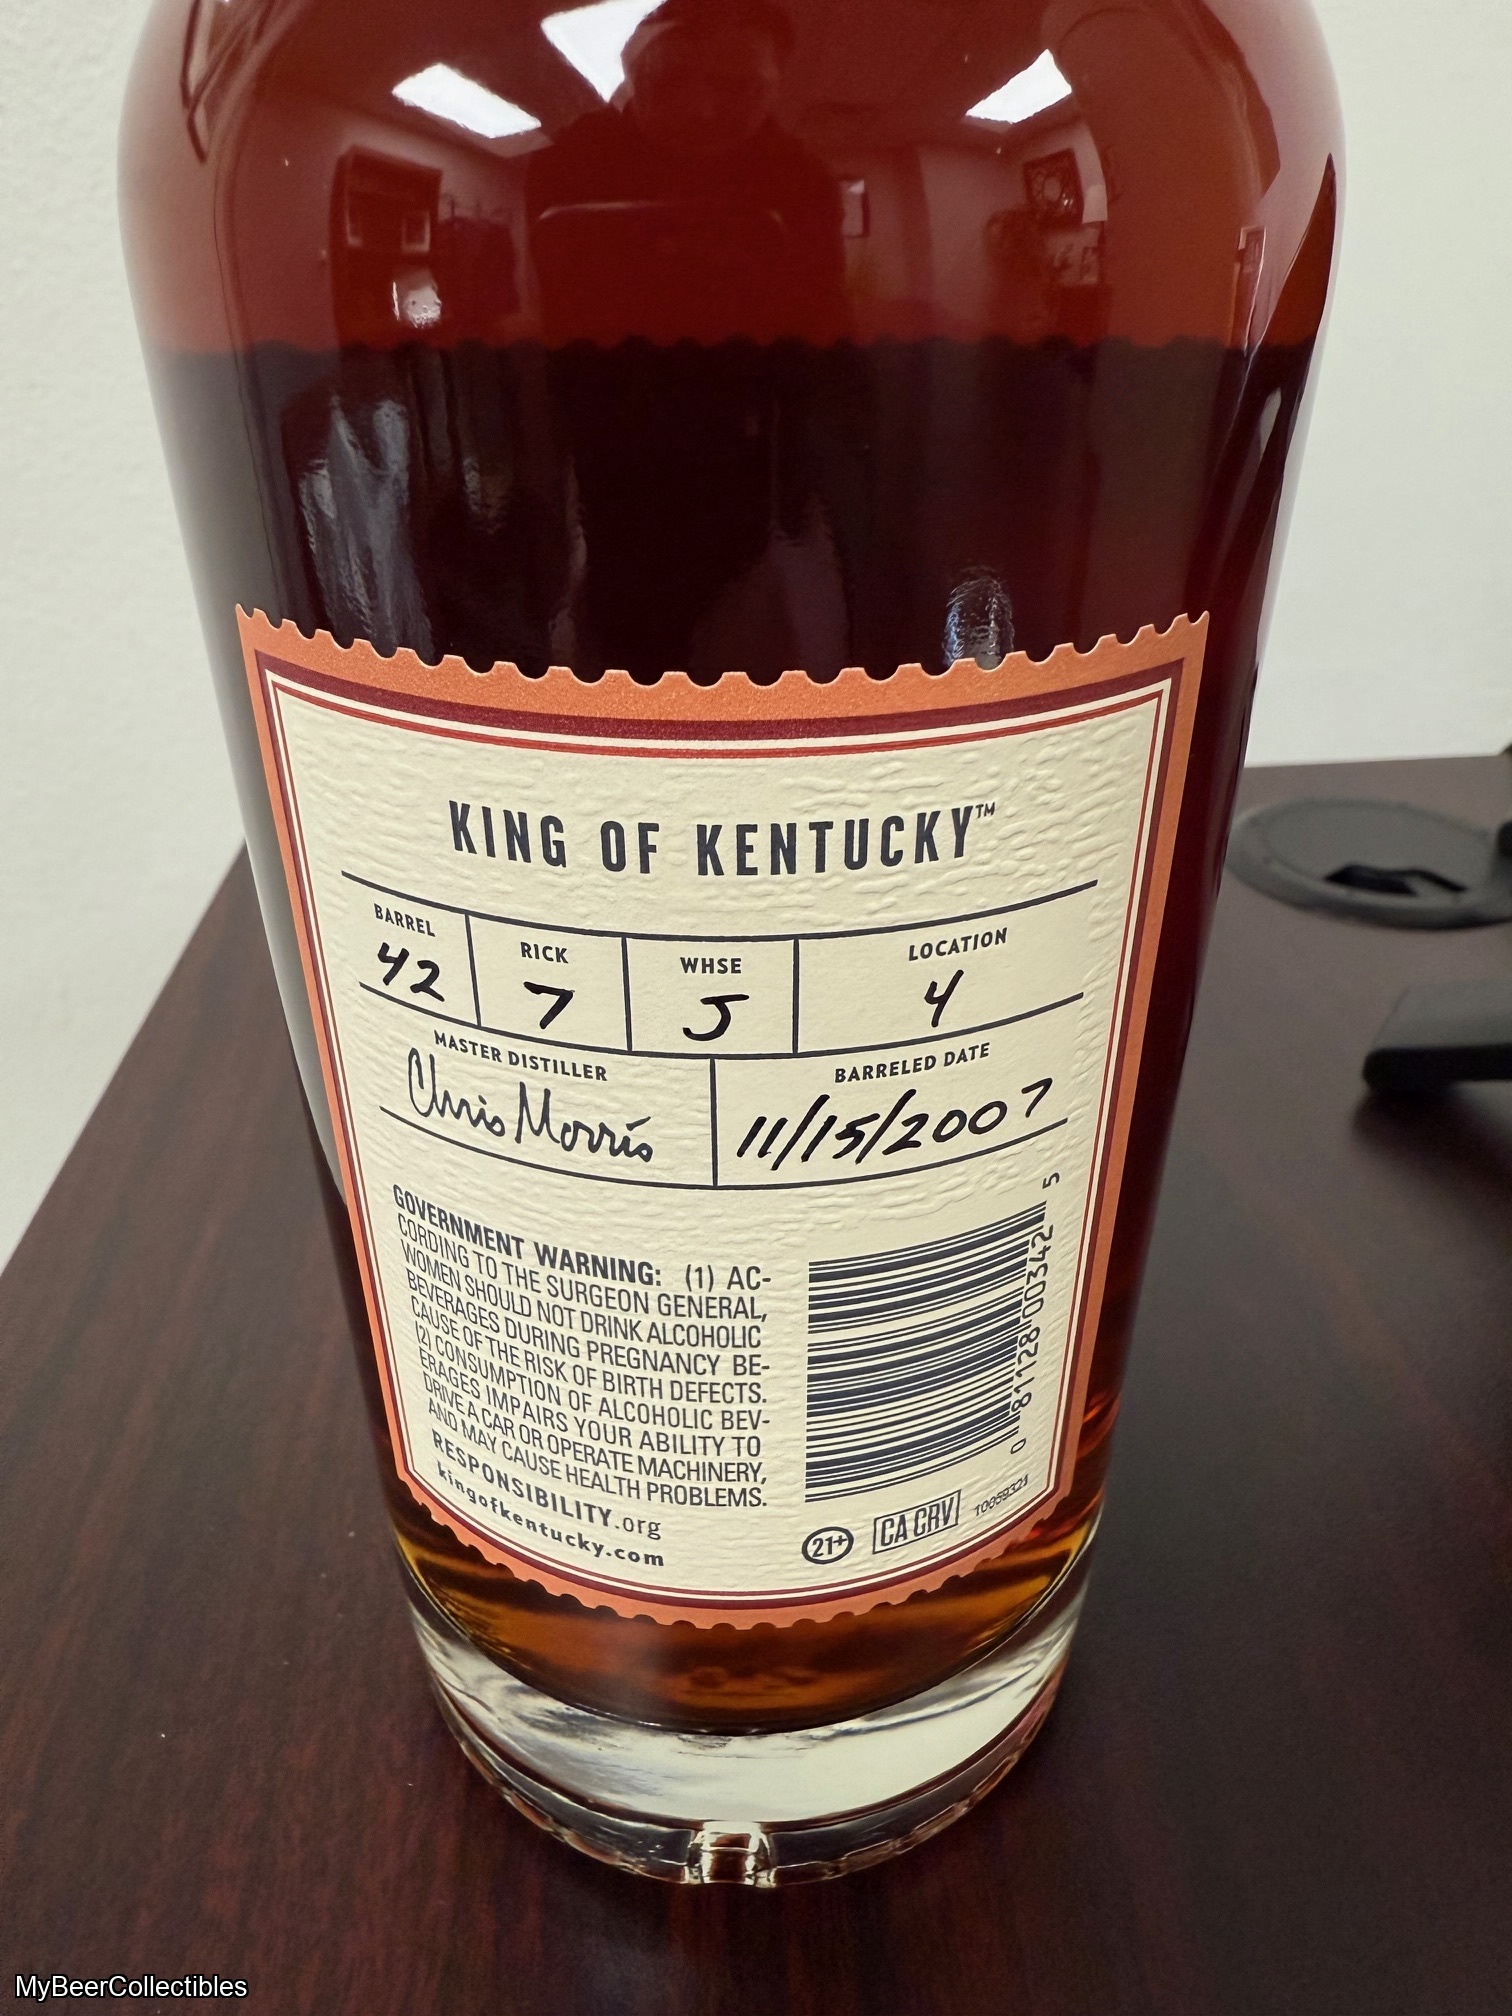 KING OF KENTUCKY™
BARREL RICK WHSE LOCATION
42 7 J 4
MASTER DISTILLER BARRELED DATE
Chris Morris 11/15/2007
GOVERNMENT WARNING: (1) AC-
CORDING TO THE SURGEON GENERAL,
WOMEN SHOULD NOT DRINK ALCOHOLIC
BEVERAGES DURING PREGNANCY BE-
CAUSE OF THE RISK OF BIRTH DEFECTS.
(2) CONSUMPTION OF ALCOHOLIC BEV-
ERAGES IMPAIRS YOUR ABILITY TO
DRIVE A CAR OR OPERATE MACHINERY,
AND MAY CAUSE HEALTH PROBLEMS.
RESPONSIBILITY.org
kingofkentucky.com
0 81128 00342 5
21+ CA CRV 10059321
MyBeerCollectibles